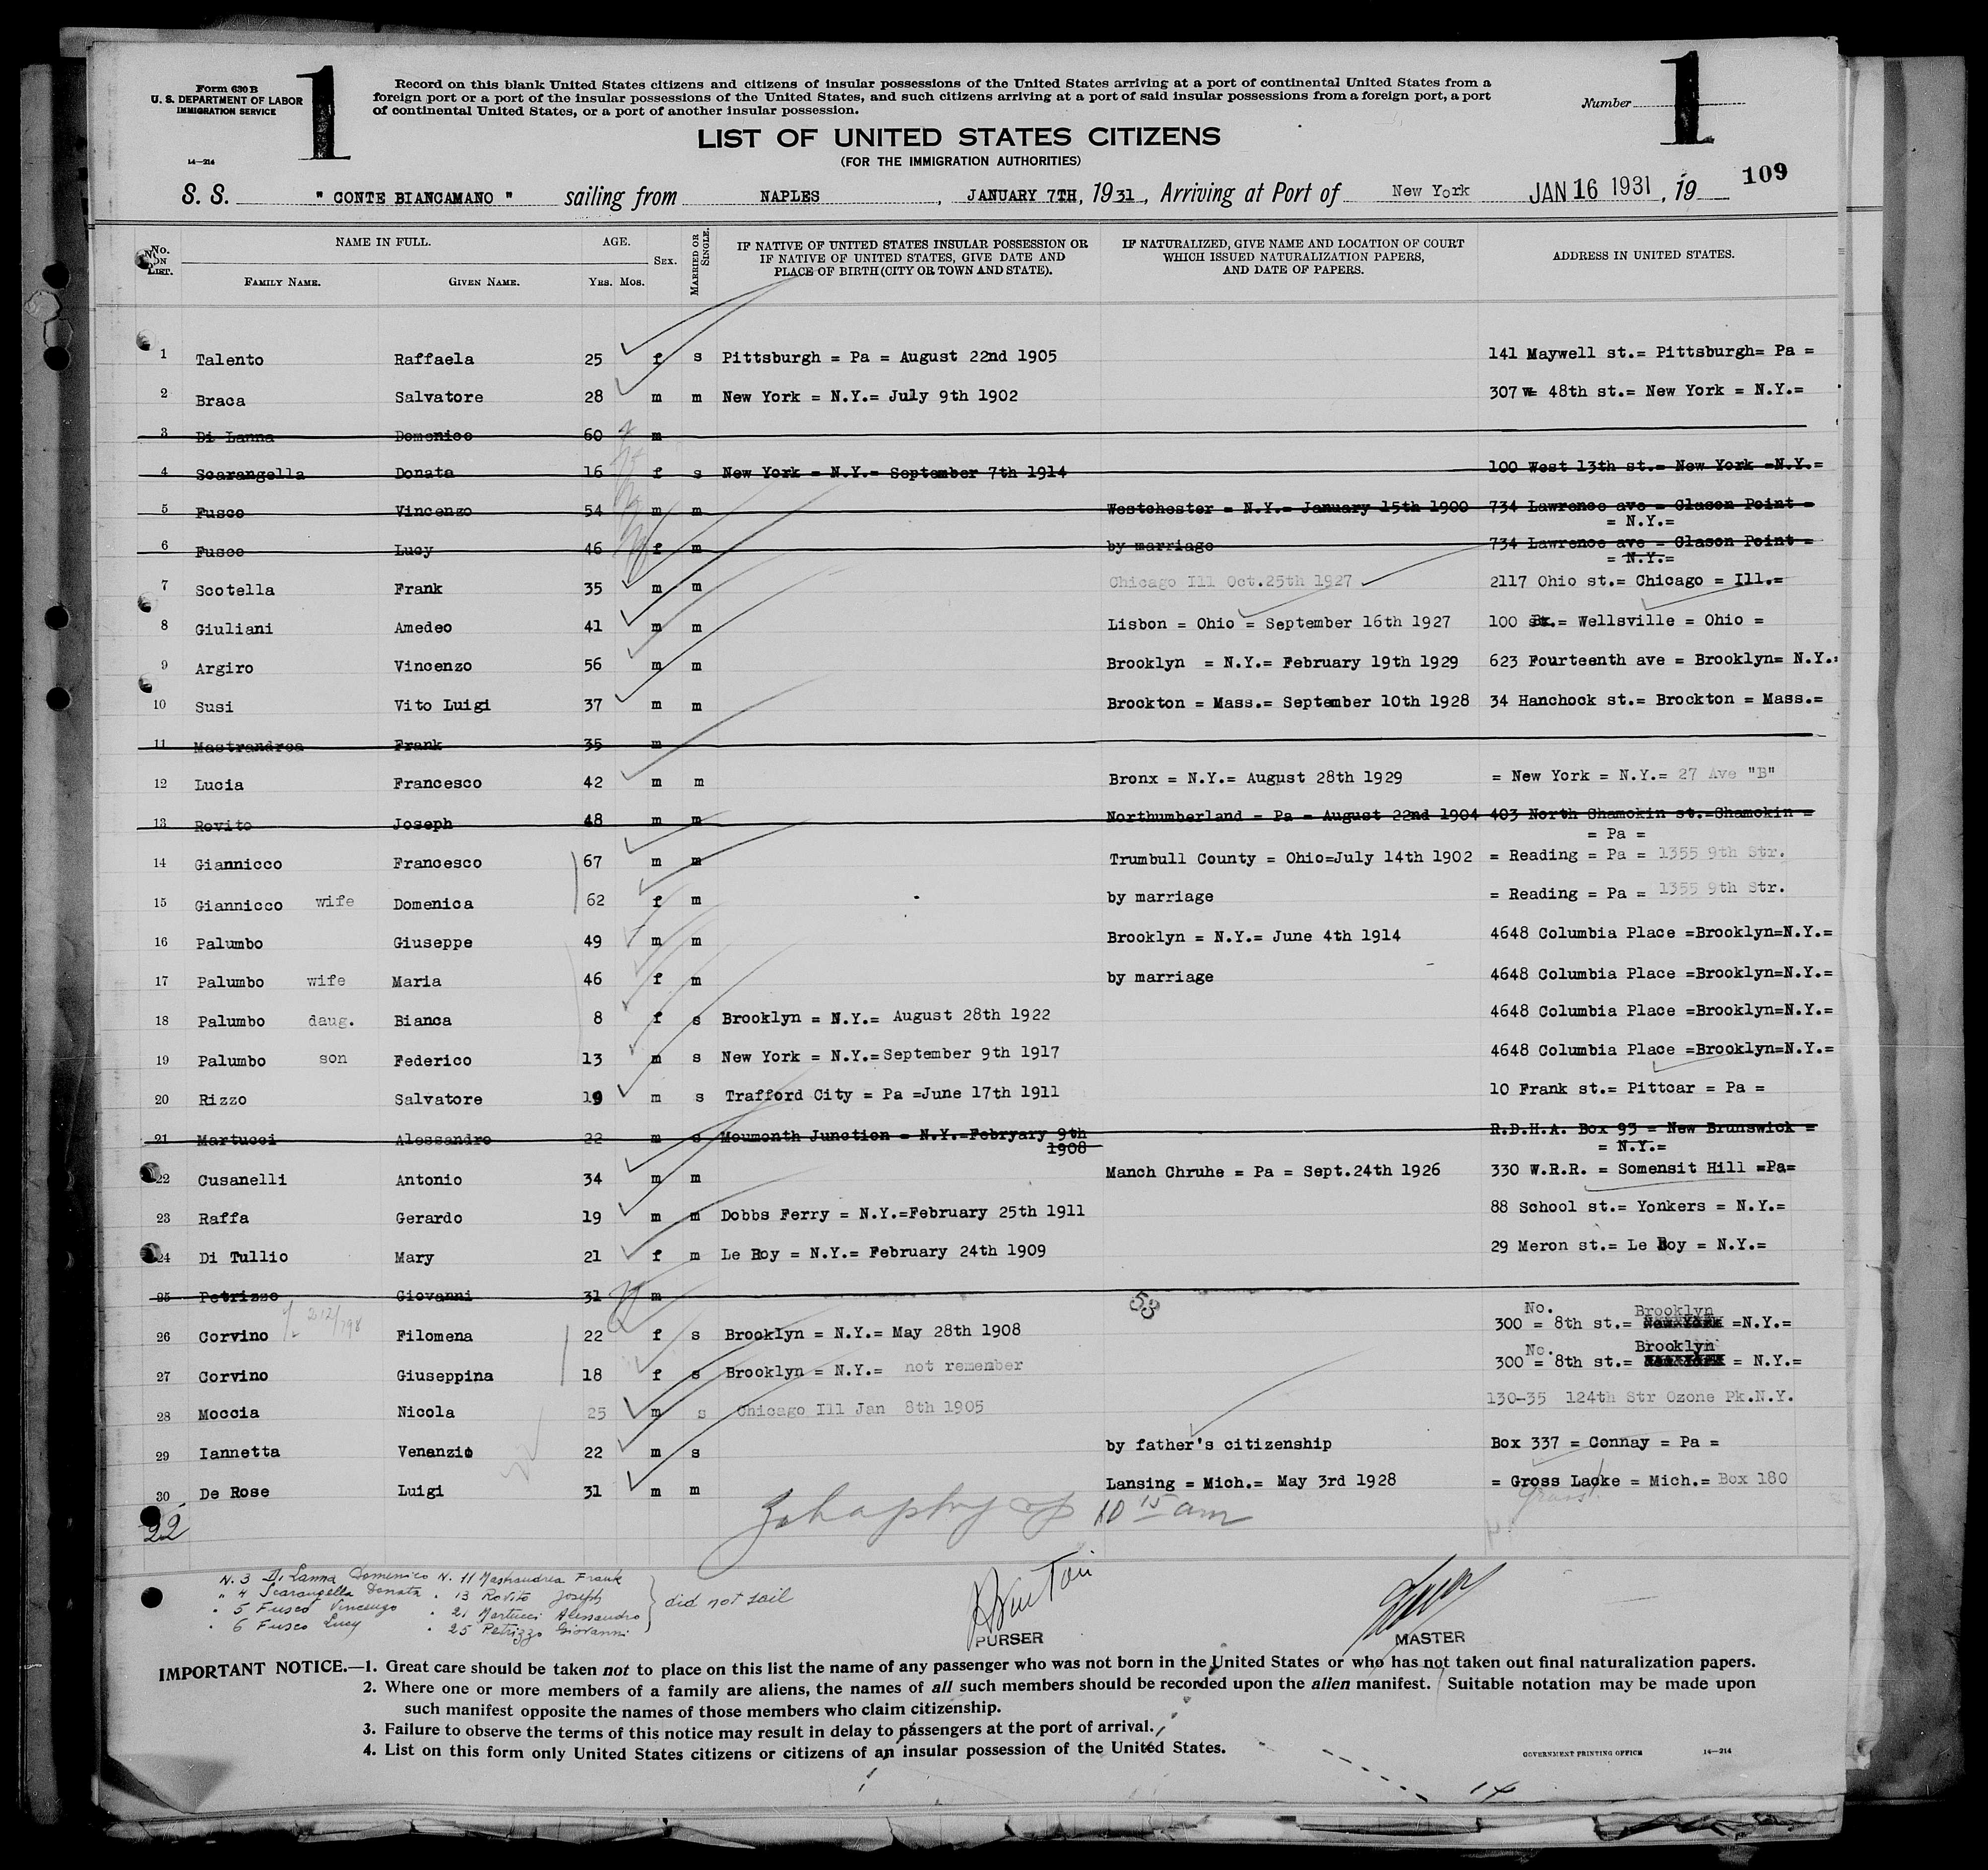 Form 630 B
U. S. DEPARTMENT OF LABOR
IMMIGRATION SERVICE
14—214
1
Record on this blank United States citizens and citizens of insular possessions of the United States arriving at a port of continental United States from a
foreign port or a port of the insular possessions of the United States, and such citizens arriving at a port of said insular possessions from a foreign port, a port
of continental United States, or a port of another insular possession.
Number 1
LIST OF UNITED STATES CITIZENS
(FOR THE IMMIGRATION AUTHORITIES)
109
S. S. " CONTE BIANCAMANO " sailing from NAPLES , JANUARY 7TH, 1931 , Arriving at Port of New York JAN 16 1931 , 19
No. ON LIST. NAME IN FULL. FAMILY NAME. GIVEN NAME. AGE. YRS. MOS. SEX. MARRIED OR SINGLE. IF NATIVE OF UNITED STATES INSULAR POSSESSION OR IF NATIVE OF UNITED STATES, GIVE DATE AND PLACE OF BIRTH (CITY OR TOWN AND STATE). IF NATURALIZED, GIVE NAME AND LOCATION OF COURT WHICH ISSUED NATURALIZATION PAPERS, AND DATE OF PAPERS. ADDRESS IN UNITED STATES.
1 Talento Raffaela 25 f s Pittsburgh = Pa = August 22nd 1905 141 Maywell st.= Pittsburgh= Pa =
2 Braca Salvatore 28 m m New York = N.Y.= July 9th 1902 307 W= 48th st.= New York = N.Y.=
3 Di Lanna Domenico 60 m
4 Scarangella Donata 16 f s New York = N.Y.= September 7th 1914 100 West 13th st.= New York =N.Y.=
5 Fusco Vincenzo 54 m m Westchester = N.Y.= January 15th 1900 734 Lawrence ave = Clason Point =
= N.Y.=
6 Fusco Lucy 46 f m by marriage 734 Lawrence ave = Clason Point =
= N.Y.=
7 Scotella Frank 35 m m Chicago Ill Oct.25th 1927 2117 Ohio st.= Chicago = Ill.=
8 Giuliani Amedeo 41 m m Lisbon = Ohio = September 16th 1927 100 Bx.= Wellsville = Ohio =
9 Argiro Vincenzo 56 m m Brooklyn = N.Y.= February 19th 1929 623 Fourteenth ave = Brooklyn= N.Y.=
10 Susi Vito Luigi 37 m m Brockton = Mass.= September 10th 1928 34 Hanchock st.= Brockton = Mass.=
11 Mastrandrea Frank 35 m
12 Lucia Francesco 42 m m Bronx = N.Y.= August 28th 1929 = New York = N.Y.= 27 Ave "B"
13 Rovito Joseph 48 m m Northumberland = Pa = August 22nd 1904 403 North Shamokin st.=Shamokin =
= Pa =
14 Giannicco Francesco 67 m m Trumbull County = Ohio=July 14th 1902 = Reading = Pa = 1355 9th Str.
15 Giannicco wife Domenica 62 f m by marriage = Reading = Pa = 1355 9th Str.
16 Palumbo Giuseppe 49 m m Brooklyn = N.Y.= June 4th 1914 4648 Columbia Place =Brooklyn=N.Y.=
17 Palumbo wife Maria 46 f m by marriage 4648 Columbia Place =Brooklyn=N.Y.=
18 Palumbo daug. Bianca 8 f s Brooklyn = N.Y.= August 28th 1922 4648 Columbia Place =Brooklyn=N.Y.=
19 Palumbo son Federico 13 m s New York = N.Y.=September 9th 1917 4648 Columbia Place =Brooklyn=N.Y.=
20 Rizzo Salvatore 19 m s Trafford City = Pa =June 17th 1911 10 Frank st.= Pittcar = Pa =
21 Martucci Alessandro 22 m s Moumonth Junction = N.Y.=Febryary 9th R.D.H.A. Box 93 = New Brunswick =
1908 = N.Y.=
22 Cusanelli Antonio 34 m m Manch Chruhe = Pa = Sept.24th 1926 330 W.R.R. = Somensit Hill =Pa=
23 Raffa Gerardo 19 m m Dobbs Ferry = N.Y.=February 25th 1911 88 School st.= Yonkers = N.Y.=
24 Di Tullio Mary 21 f m Le Roy = N.Y.= February 24th 1909 29 Meron st.= Le Roy = N.Y.=
25 Petrizzo Giovanni 31 m
53
No. Brooklyn
26 Corvino 212/798 Filomena 22 f s Brooklyn = N.Y.= May 28th 1908 300 = 8th st.= New York =N.Y.=
No. Brooklyn
27 Corvino Giuseppina 18 f s Brooklyn = N.Y.= not remember 300 = 8th st.= New York = N.Y.=
28 Moccia Nicola 25 m s Chicago Ill Jan 8th 1905 130-35 124th Str Ozone Pk.N.Y.
29 Iannetta Venanzio 22 m s by father's citizenship Box 337 = Connay = Pa =
30 De Rose Luigi 31 m m Lansing = Mich.= May 3rd 1928 = Gross Lacke = Mich.= Box 180
Grass
22
10 15 am
N. 3 Di Lanna Domenico N. 11 Mastrandrea Frank
" 4 Scarangella Donata . 13 Rovito Joseph
. 5 Fusco Vincenzo . 21 Martucci Alessandro
. 6 Fusco Lucy . 25 Petrizzo Giovanni
did not sail
PURSER
MASTER
IMPORTANT NOTICE.—1. Great care should be taken not to place on this list the name of any passenger who was not born in the United States or who has not taken out final naturalization papers.
2. Where one or more members of a family are aliens, the names of all such members should be recorded upon the alien manifest. Suitable notation may be made upon
such manifest opposite the names of those members who claim citizenship.
3. Failure to observe the terms of this notice may result in delay to passengers at the port of arrival.
4. List on this form only United States citizens or citizens of an insular possession of the United States.
GOVERNMENT PRINTING OFFICE 14—214
14